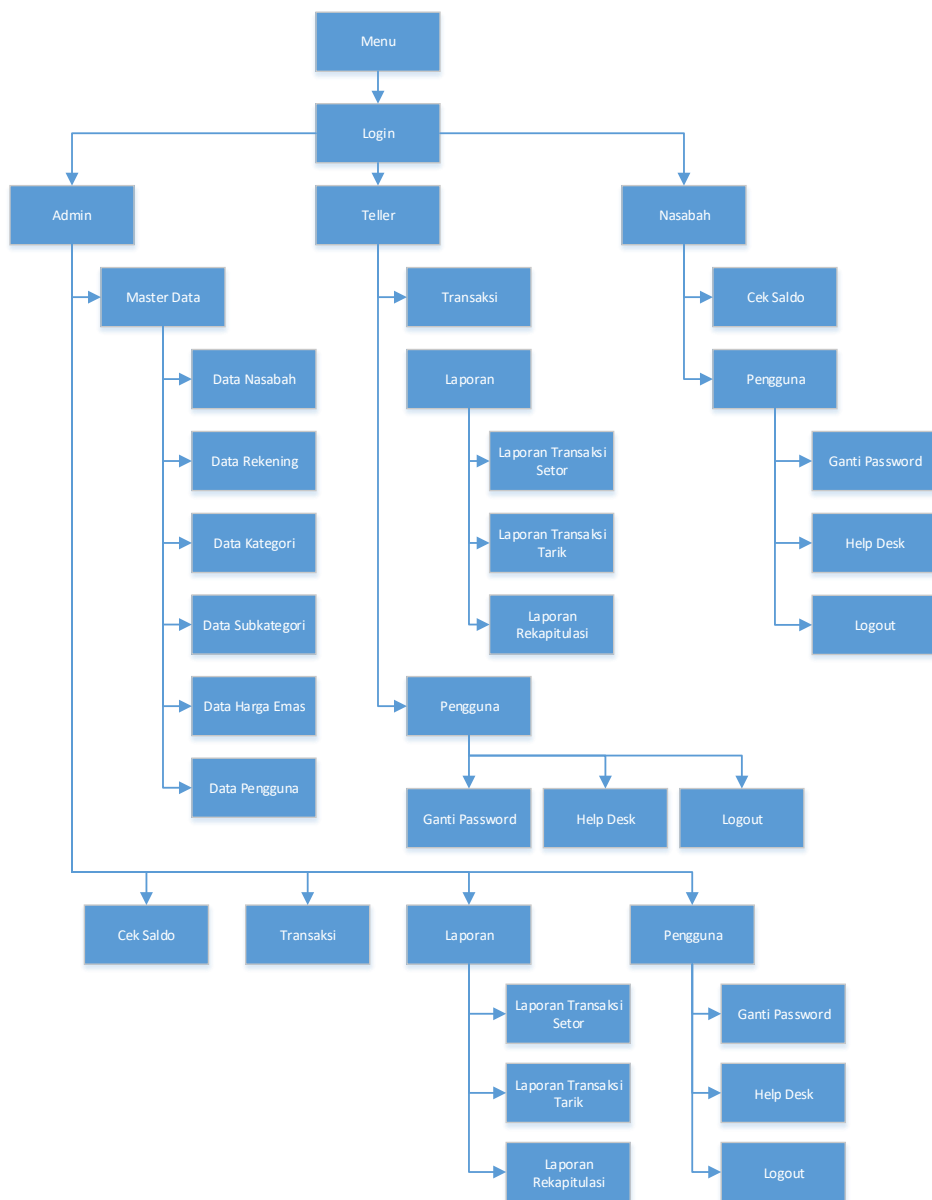 Menu
Login
Admin
Teller
Nasabah
Master Data
Transaksi
Cek Saldo
Data Nasabah
Laporan
Pengguna
Data Rekening
Laporan Transaksi
Setor
Ganti Password
Data Kategori
Laporan Transaksi
Tarik
Help Desk
Data Subkategori
Laporan
Rekapitulasi
Logout
Data Harga Emas
Pengguna
Data Pengguna
Ganti Password
Help Desk
Logout
Cek Saldo
Transaksi
Laporan
Pengguna
Laporan Transaksi
Setor
Ganti Password
Laporan Transaksi
Tarik
Help Desk
Laporan
Rekapitulasi
Logout